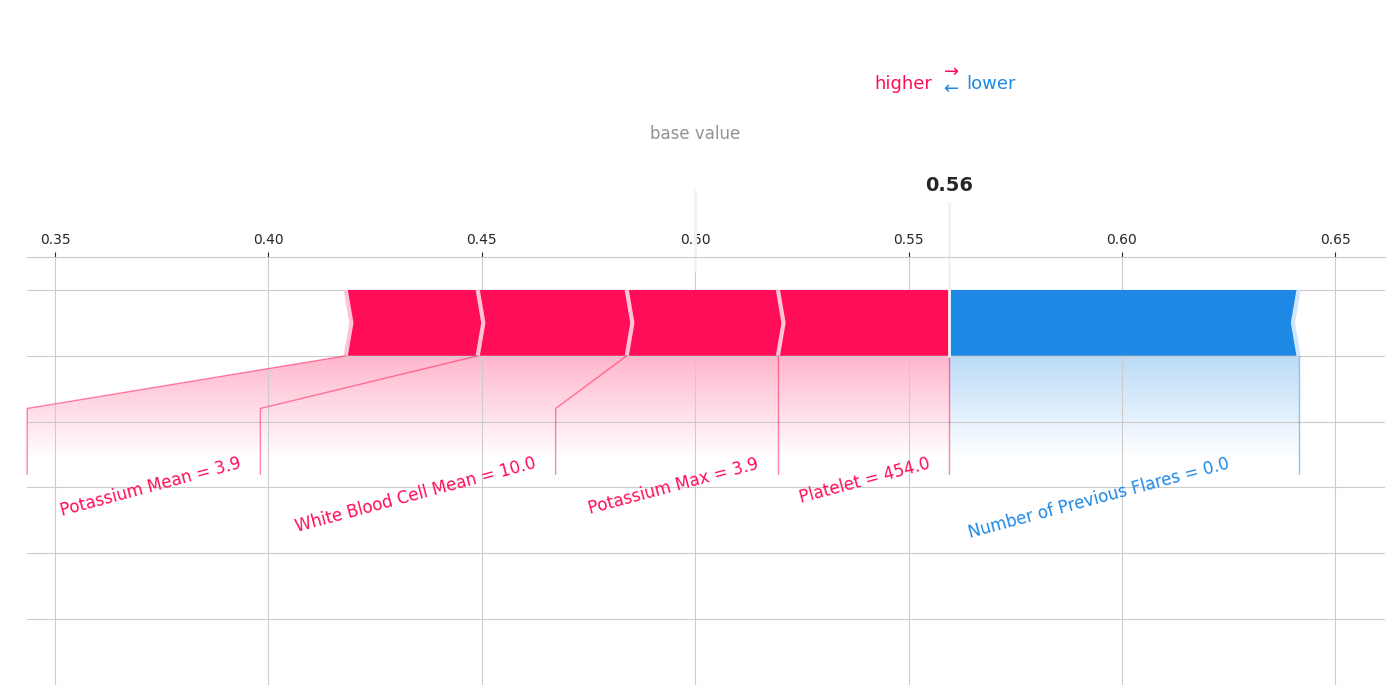 higher → ← lower
base value
0.56
0.35 0.40 0.45 0.50 0.55 0.60 0.65
Potassium Mean = 3.9
White Blood Cell Mean = 10.0
Potassium Max = 3.9
Platelet = 454.0
Number of Previous Flares = 0.0